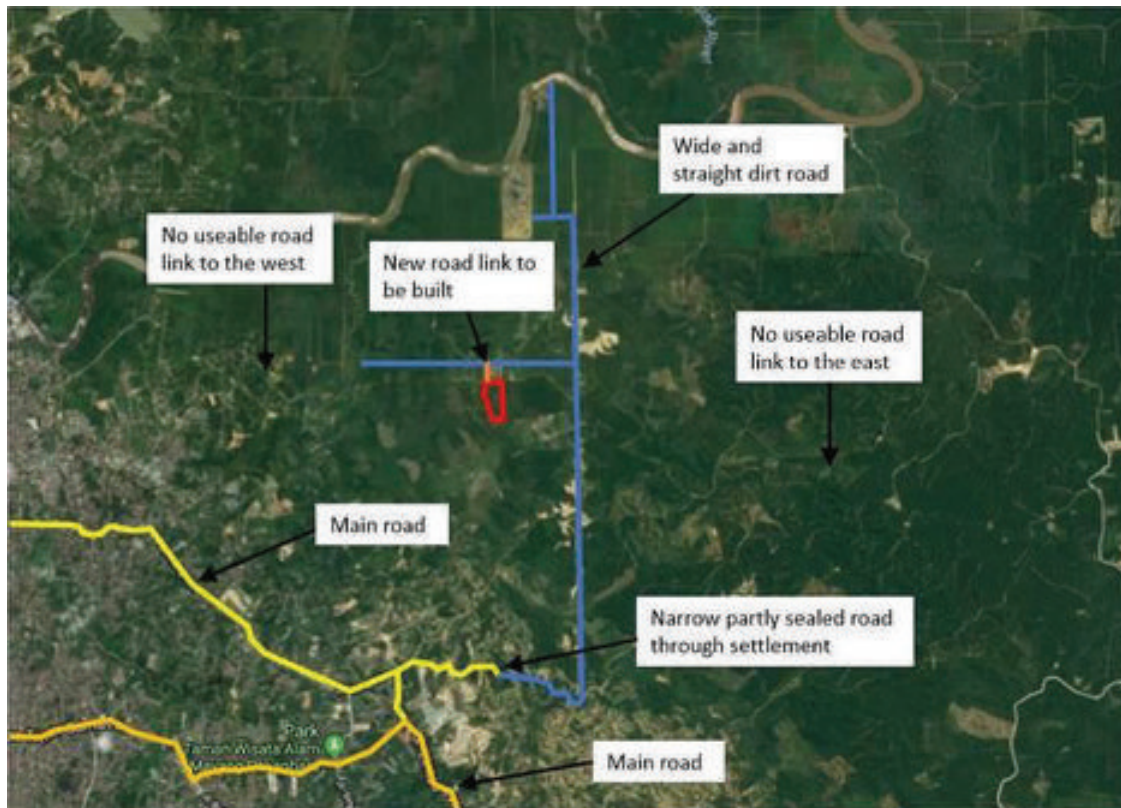 Wide and
straight dirt road
No useable road
link to the west
New road link to
be built
No useable road
link to the east
Main road
Narrow partly sealed road
through settlement
Park
Taman Wisata Alam
Main road